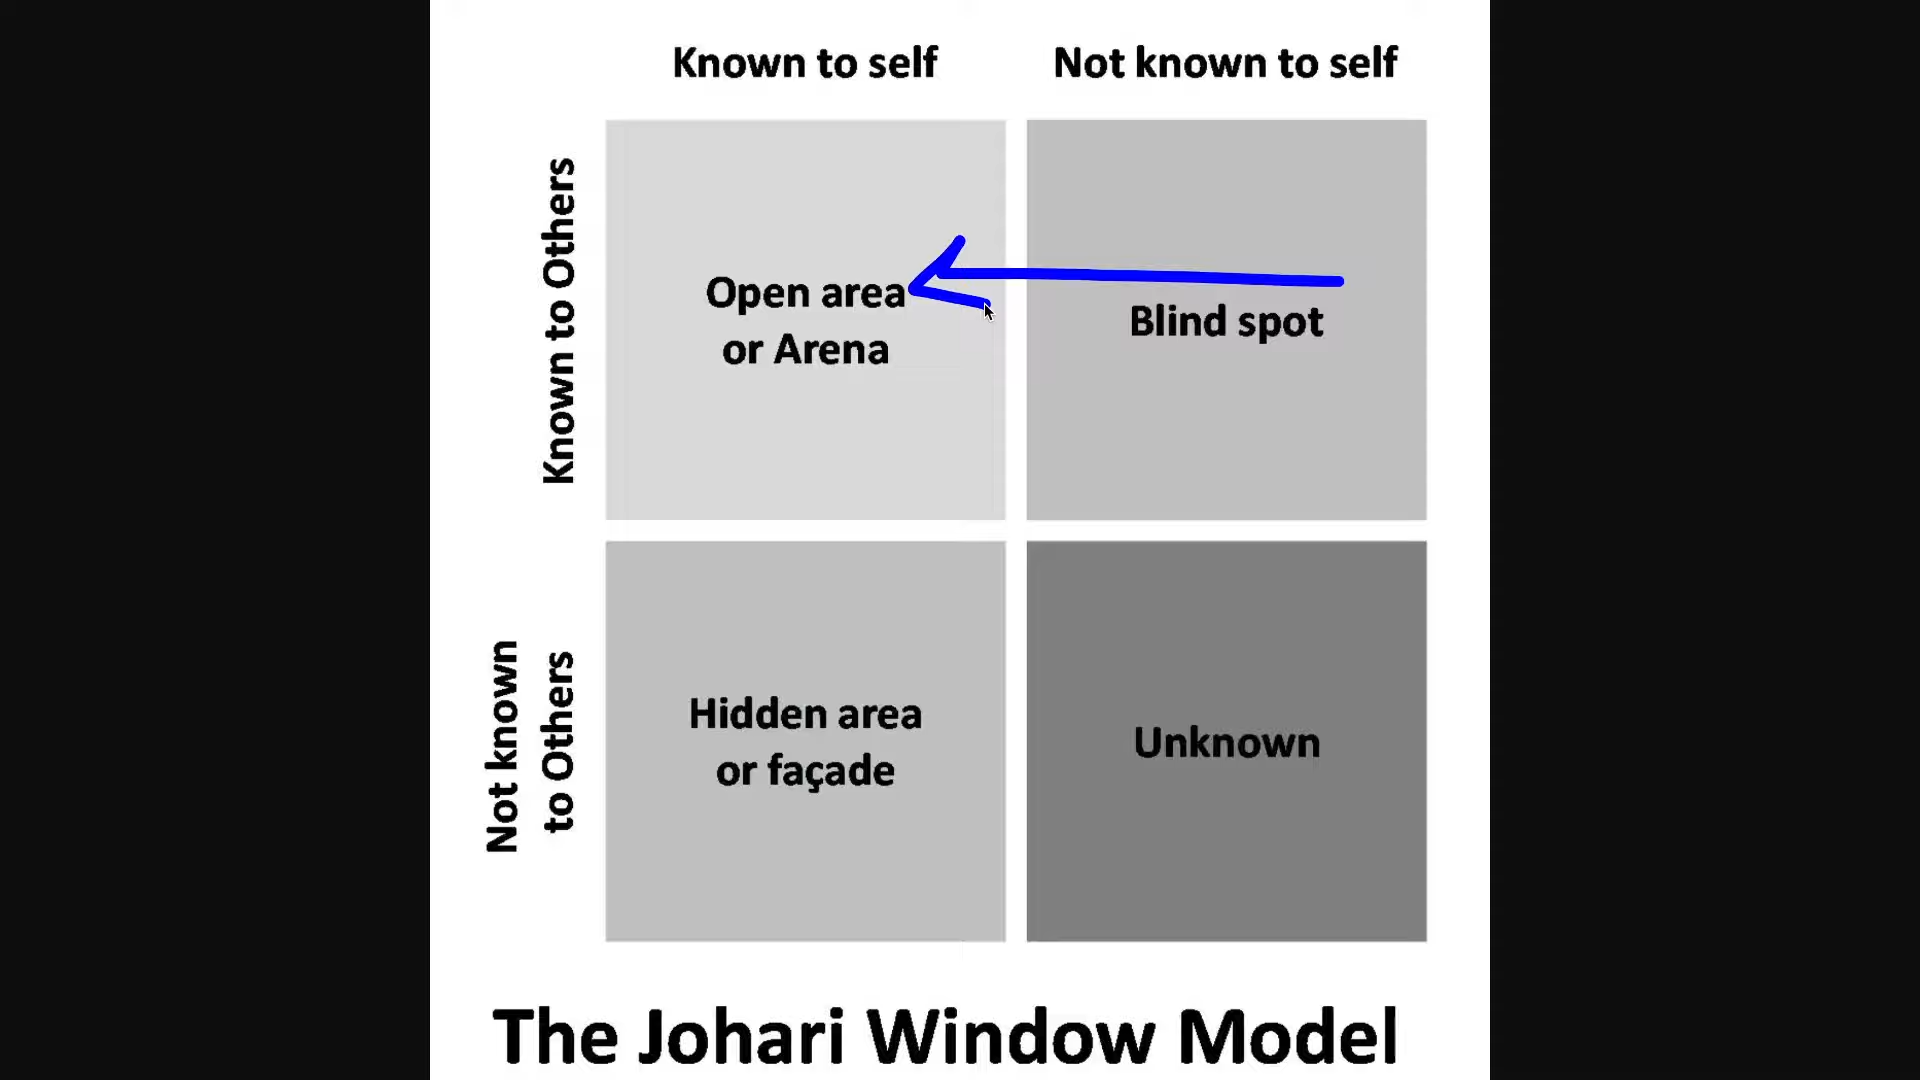 Known to self
Not known to self
Known to Others
Open area
or Arena
Blind spot
Not known
to Others
Hidden area
or façade
Unknown
The Johari Window Model